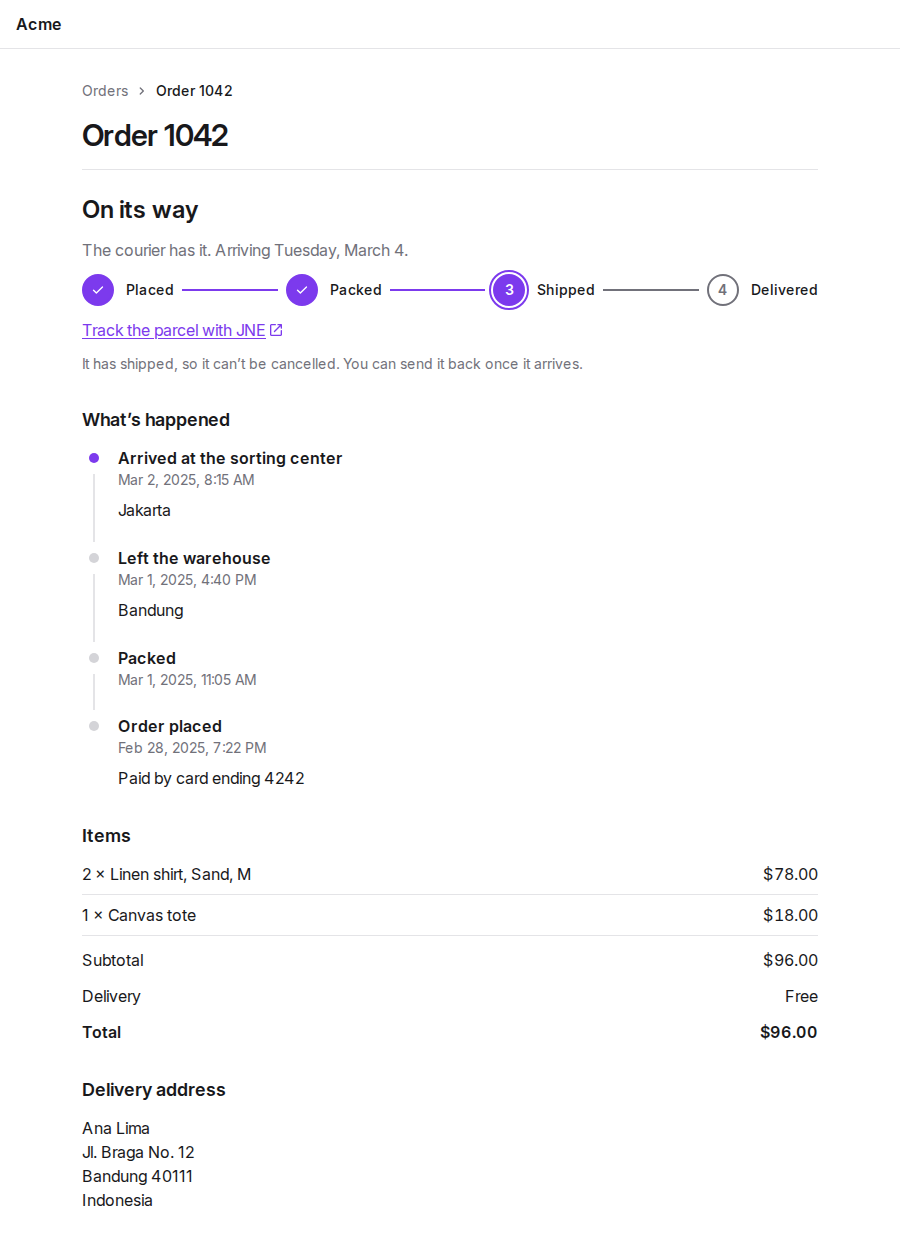 Acme
Orders > Order 1042
Order 1042
On its way
The courier has it. Arriving Tuesday, March 4.
Placed Packed 3 Shipped 4 Delivered
Track the parcel with JNE
It has shipped, so it can’t be cancelled. You can send it back once it arrives.
What’s happened
Arrived at the sorting center
Mar 2, 2025, 8:15 AM
Jakarta
Left the warehouse
Mar 1, 2025, 4:40 PM
Bandung
Packed
Mar 1, 2025, 11:05 AM
Order placed
Feb 28, 2025, 7:22 PM
Paid by card ending 4242
Items
2 × Linen shirt, Sand, M $78.00
1 × Canvas tote $18.00
Subtotal $96.00
Delivery Free
Total $96.00
Delivery address
Ana Lima
Jl. Braga No. 12
Bandung 40111
Indonesia